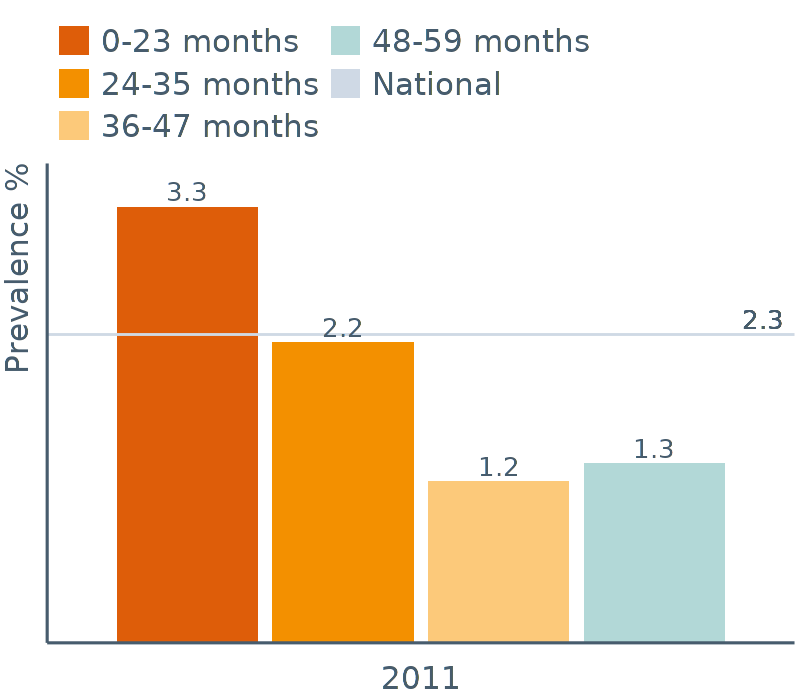 0-23 months
24-35 months
36-47 months
48-59 months
National
Prevalence %
3.3
2.2
1.2
1.3
2.3
2011